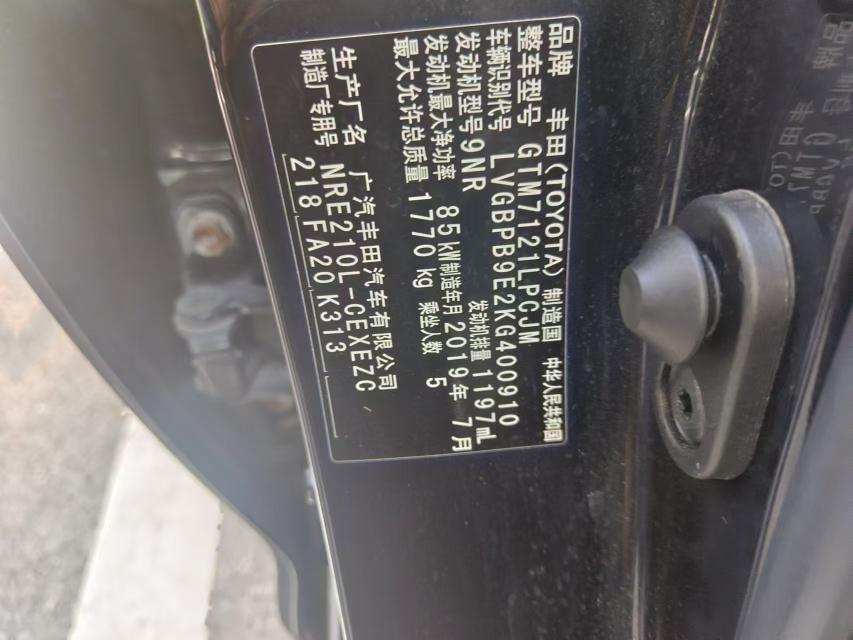 品牌 丰田(TOYOTA) 制造国 中华人民共和国
整车型号 GTM7121LPCJM
车辆识别代号 LVGBPB9E2KG400910
发动机型号 9NR 发动机排量 1197mL
发动机最大净功率 85kW 制造年月 2019年 7月
最大允许总质量 1770kg 乘坐人数 5
生产厂名 广汽丰田汽车有限公司
制造厂专用号 NRE210L-CEXEZC
218 FA20 K313